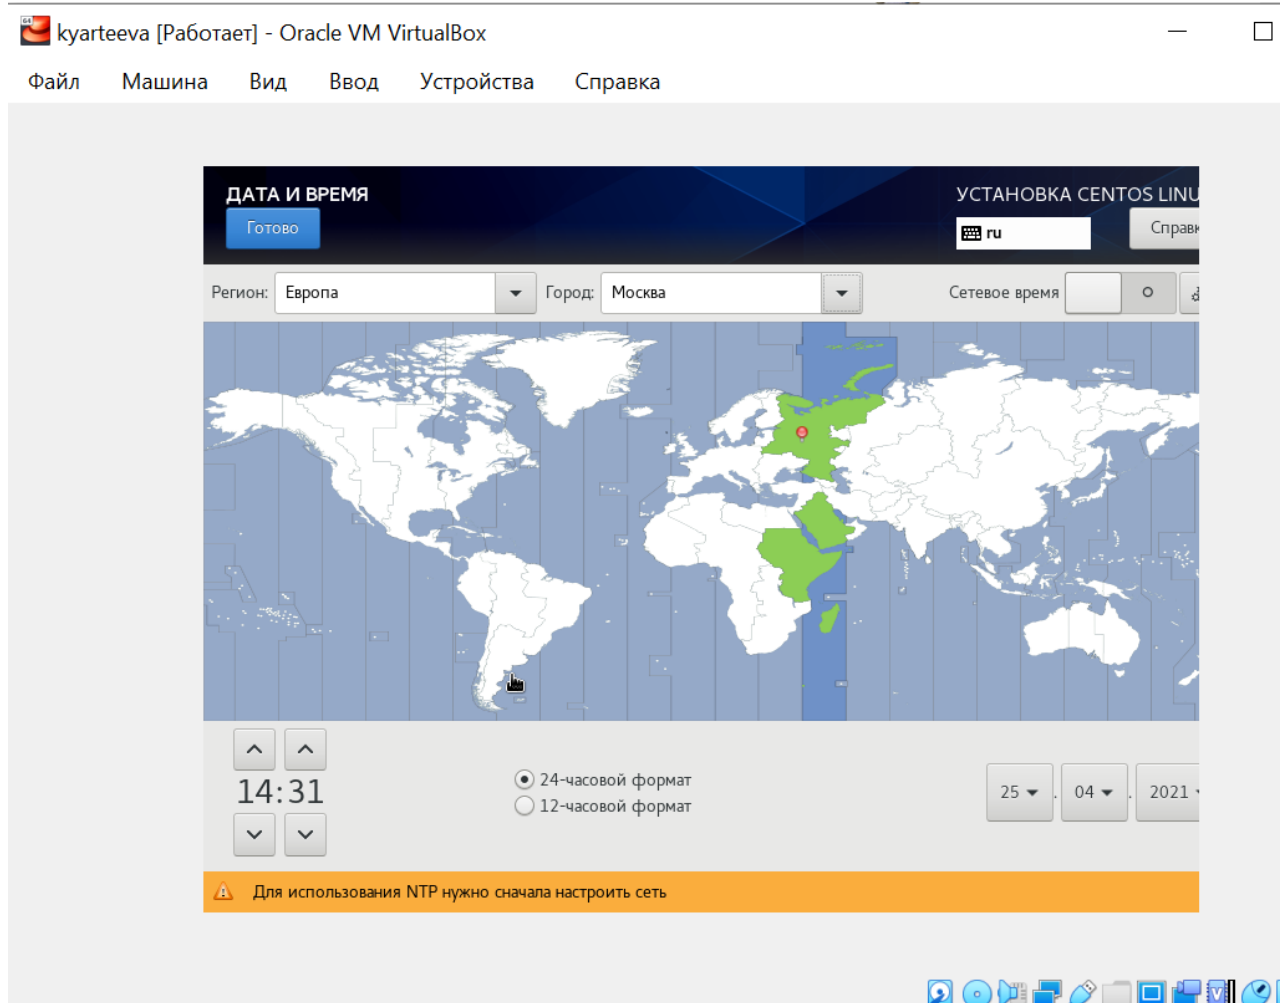 kyarteeva [Работает] - Oracle VM VirtualBox
Файл Машина Вид Ввод Устройства Справка
ДАТА И ВРЕМЯ
УСТАНОВКА CENTOS LINU
Готово
ru
Справк
Регион: Европа Город: Москва Сетевое время
14:31
24-часовой формат
12-часовой формат
25 . 04 . 2021
Для использования NTP нужно сначала настроить сеть